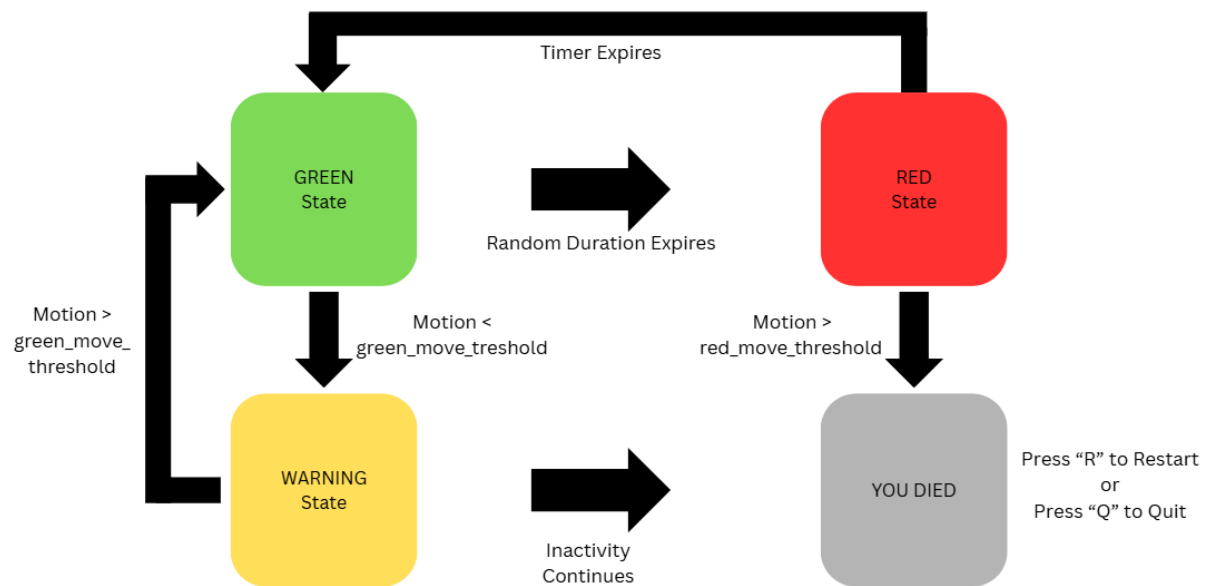 Timer Expires
GREEN
State
RED
State
Random Duration Expires
Motion >
green_move_
threshold
Motion <
green_move_treshold
Motion >
red_move_threshold
WARNING
State
YOU DIED
Press “R” to Restart
or
Press “Q” to Quit
Inactivity
Continues